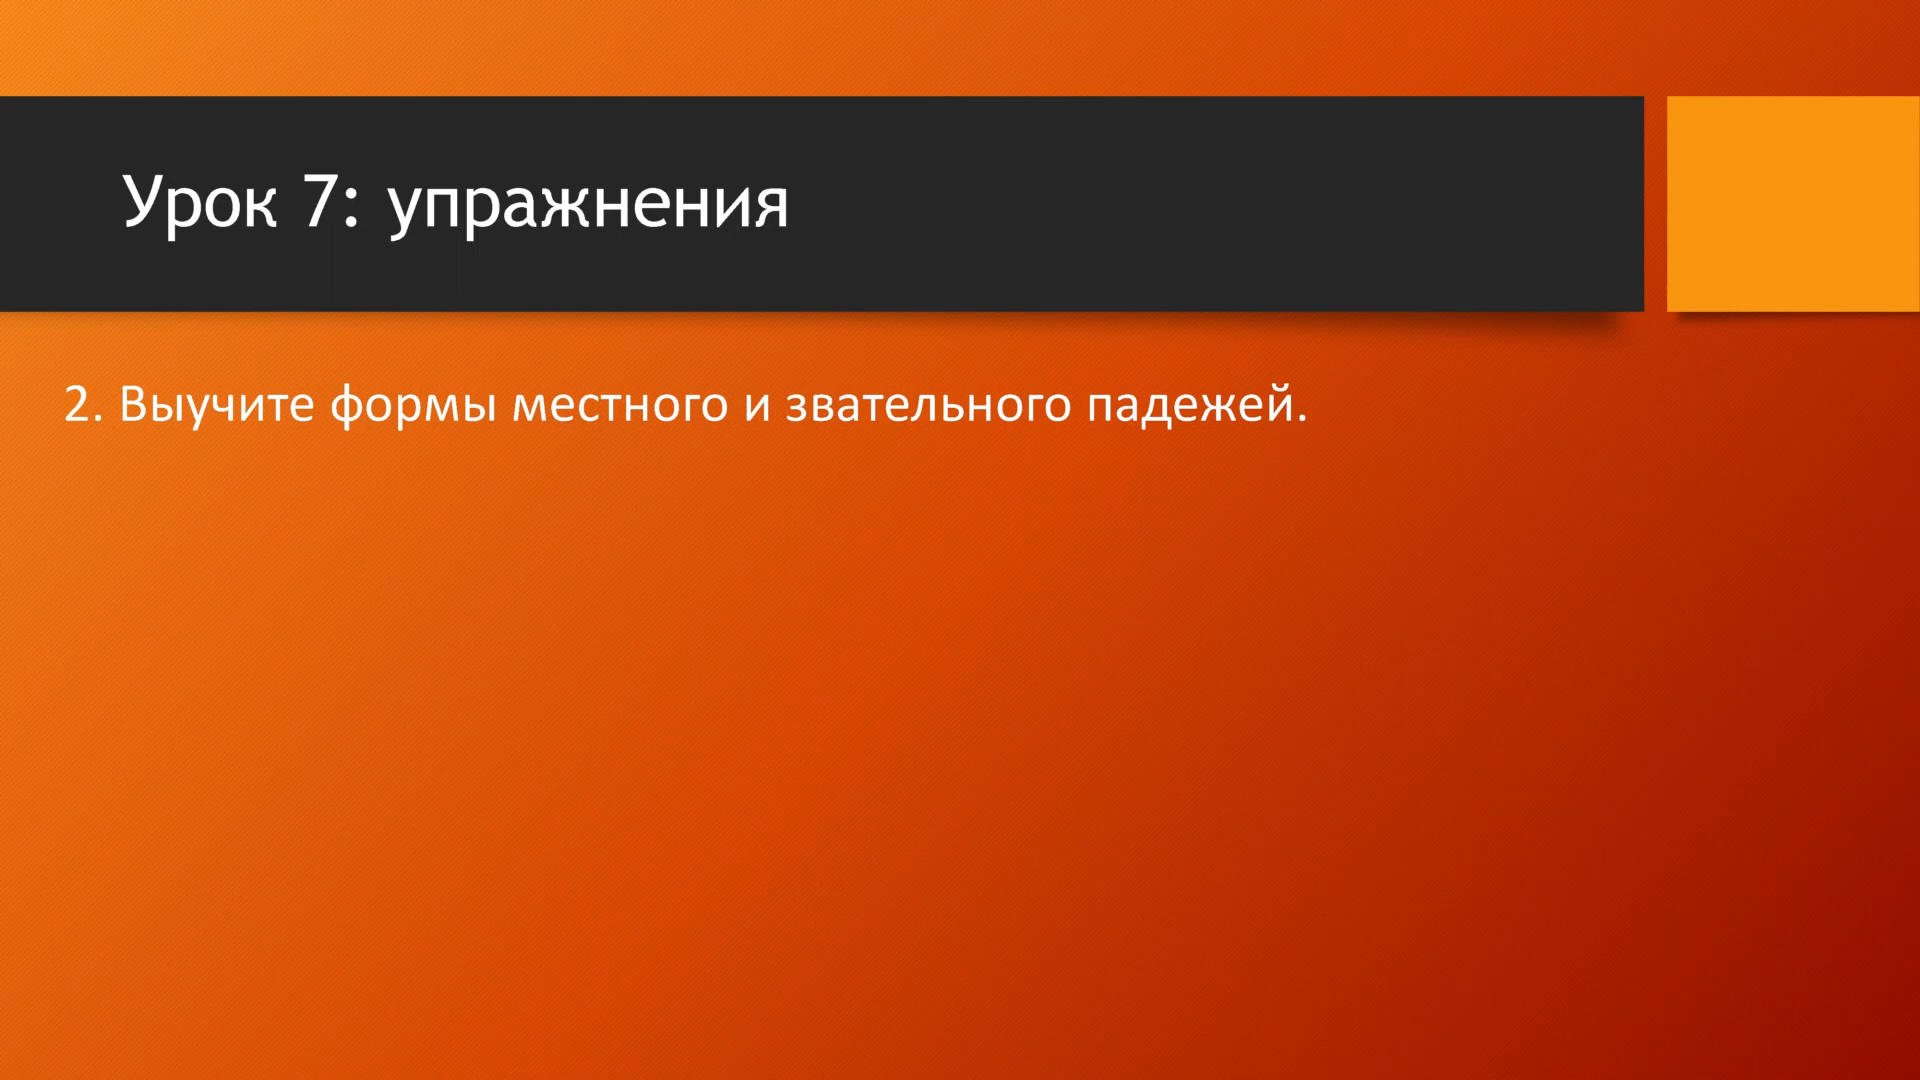 Урок 7: упражнения
2. Выучите формы местного и звательного падежей.